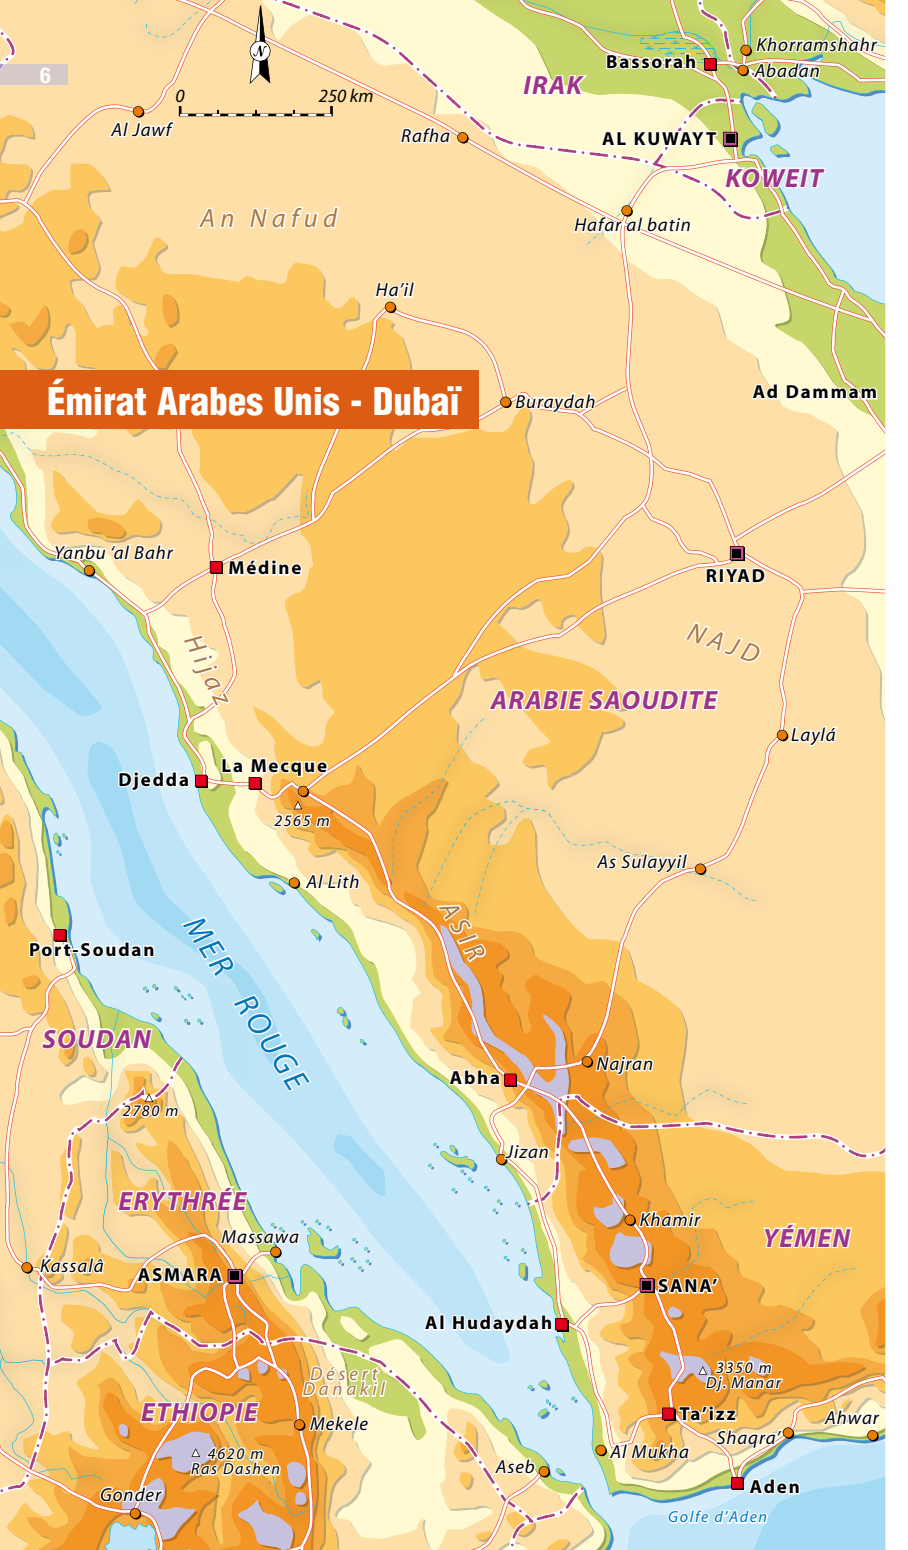 Khorramshahr
Bassorah
Abadan
6
IRAK
0
250 km
N
Al Jawf
Rafha
AL KUWAYT
KOWEIT
An Nafud
Hafar al batin
Ha’il
Émirat Arabes Unis - Dubaï
Ad Dammam
Buraydah
Yanbu ‘al Bahr
Médine
RIYAD
Hijaz
NAJD
ARABIE SAOUDITE
Laylá
La Mecque
Djedda
2565 m
As Sulayyil
Al Lith
ASIR
MER ROUGE
Port-Soudan
SOUDAN
Najran
Abha
2780 m
Jizan
ERYTHRÉE
Khamir
Massawa
YÉMEN
Kassalâ
ASMARA
SANA’
Al Hudaydah
3350 m
Dj. Manar
Désert
Danakil
ETHIOPIE
Mekele
Ta’izz
Ahwar
Shaqra’
4620 m
Ras Dashen
Al Mukha
Aseb
Aden
Gonder
Golfe d’Aden